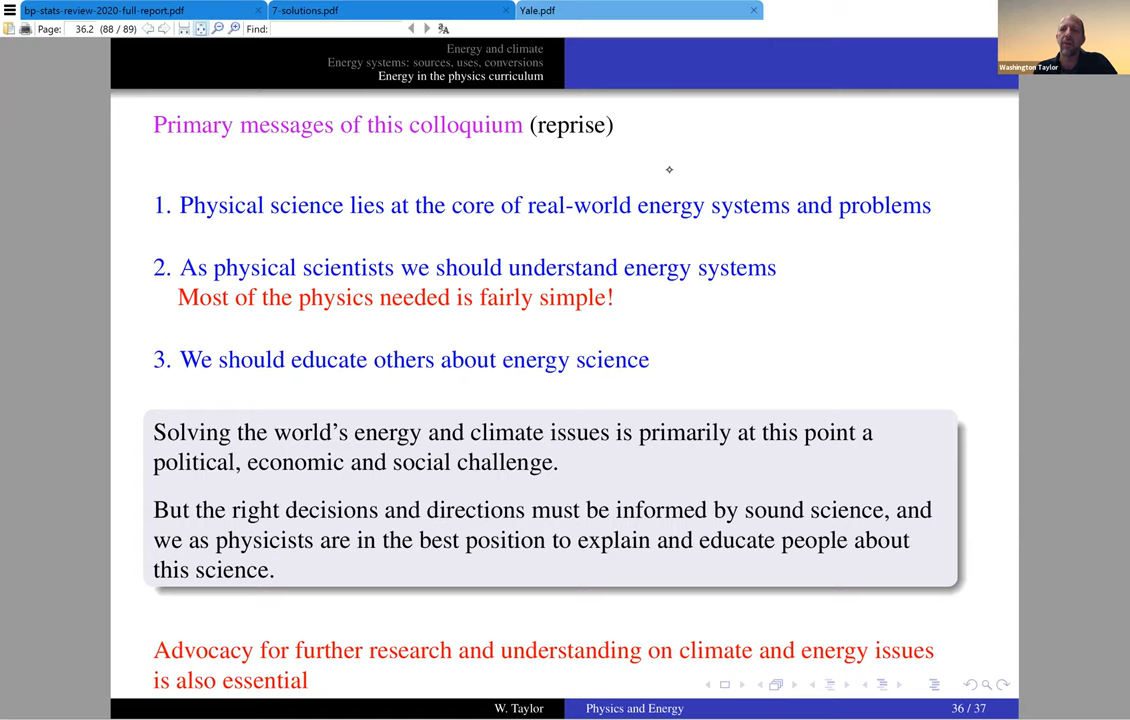 bp-stats-review-2020-full-report.pdf
7-solutions.pdf
Yale.pdf
Page: 36.2 (88 / 89) Find:
Washington Taylor
Energy and climate
Energy systems: sources, uses, conversions
Energy in the physics curriculum
Primary messages of this colloquium (reprise)
1. Physical science lies at the core of real-world energy systems and problems
2. As physical scientists we should understand energy systems
Most of the physics needed is fairly simple!
3. We should educate others about energy science
Solving the world's energy and climate issues is primarily at this point a
political, economic and social challenge.
But the right decisions and directions must be informed by sound science, and
we as physicists are in the best position to explain and educate people about
this science.
Advocacy for further research and understanding on climate and energy issues
is also essential
W. Taylor Physics and Energy 36 / 37